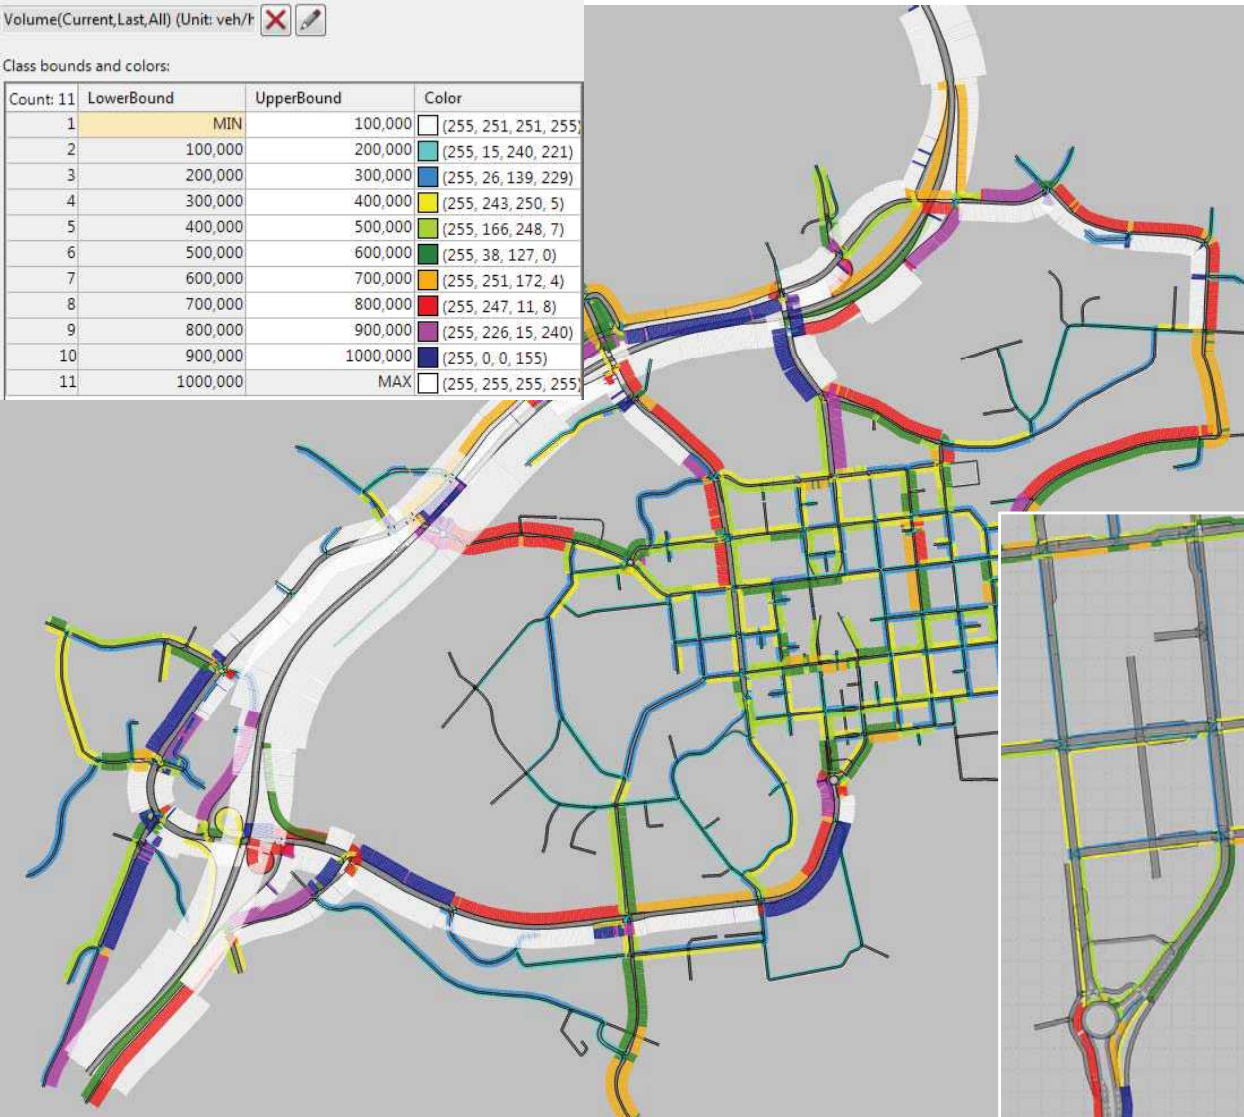 Volume(Current,Last,All) (Unit: veh/h
Class bounds and colors:
Count: 11 LowerBound UpperBound Color
1 MIN 100,000 (255, 251, 251, 255)
2 100,000 200,000 (255, 15, 240, 221)
3 200,000 300,000 (255, 26, 139, 229)
4 300,000 400,000 (255, 243, 250, 5)
5 400,000 500,000 (255, 166, 248, 7)
6 500,000 600,000 (255, 38, 127, 0)
7 600,000 700,000 (255, 251, 172, 4)
8 700,000 800,000 (255, 247, 11, 8)
9 800,000 900,000 (255, 226, 15, 240)
10 900,000 1000,000 (255, 0, 0, 155)
11 1000,000 MAX (255, 255, 255, 255)